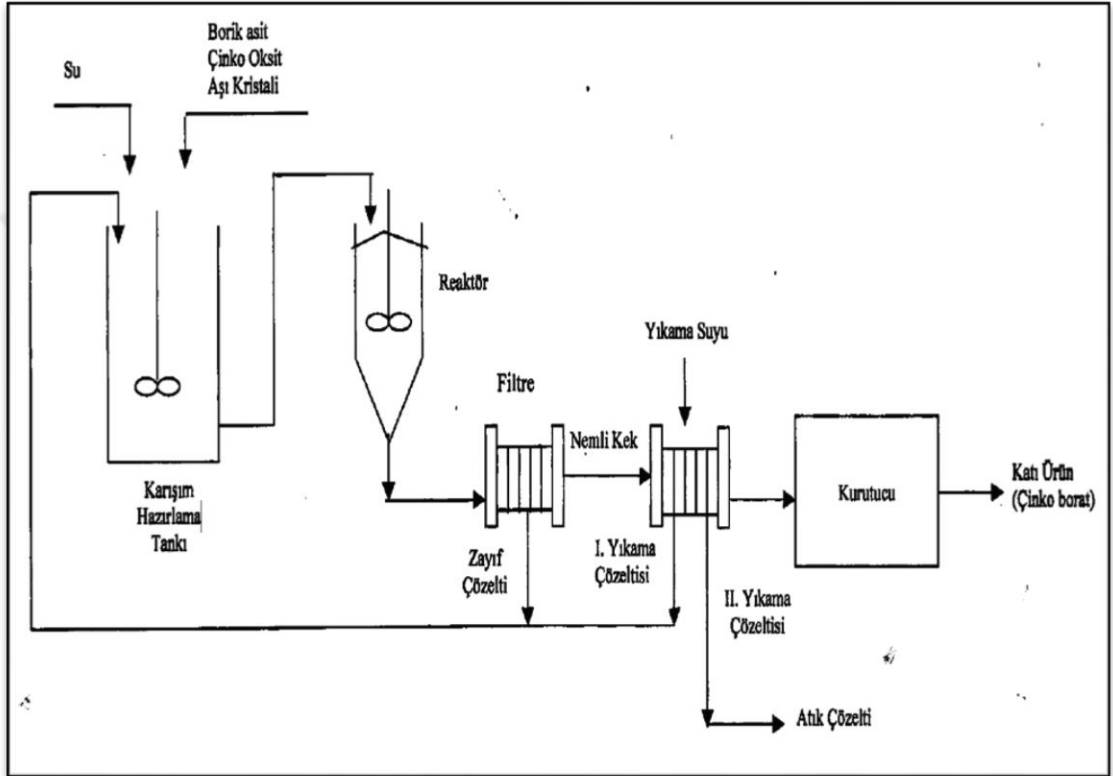 Su
Borik asit
Çinko Oksit
Aşı Kristali
Reaktör
Yıkama Suyu
Filtre
Nemli Kek
Kurutucu
Katı Ürün
(Çinko borat)
Karışım
Hazırlama
Tankı
Zayıf
Çözelti
I. Yıkama
Çözeltisi
II. Yıkama
Çözeltisi
Atık Çözelti